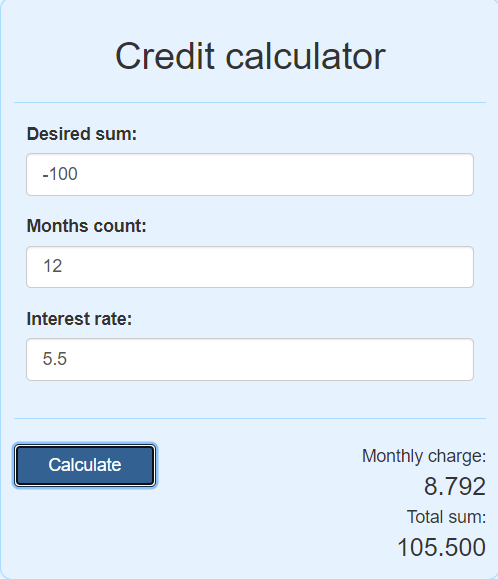 Credit calculator
Desired sum:
-100
Months count:
12
Interest rate:
5.5
Calculate
Monthly charge:
8.792
Total sum:
105.500